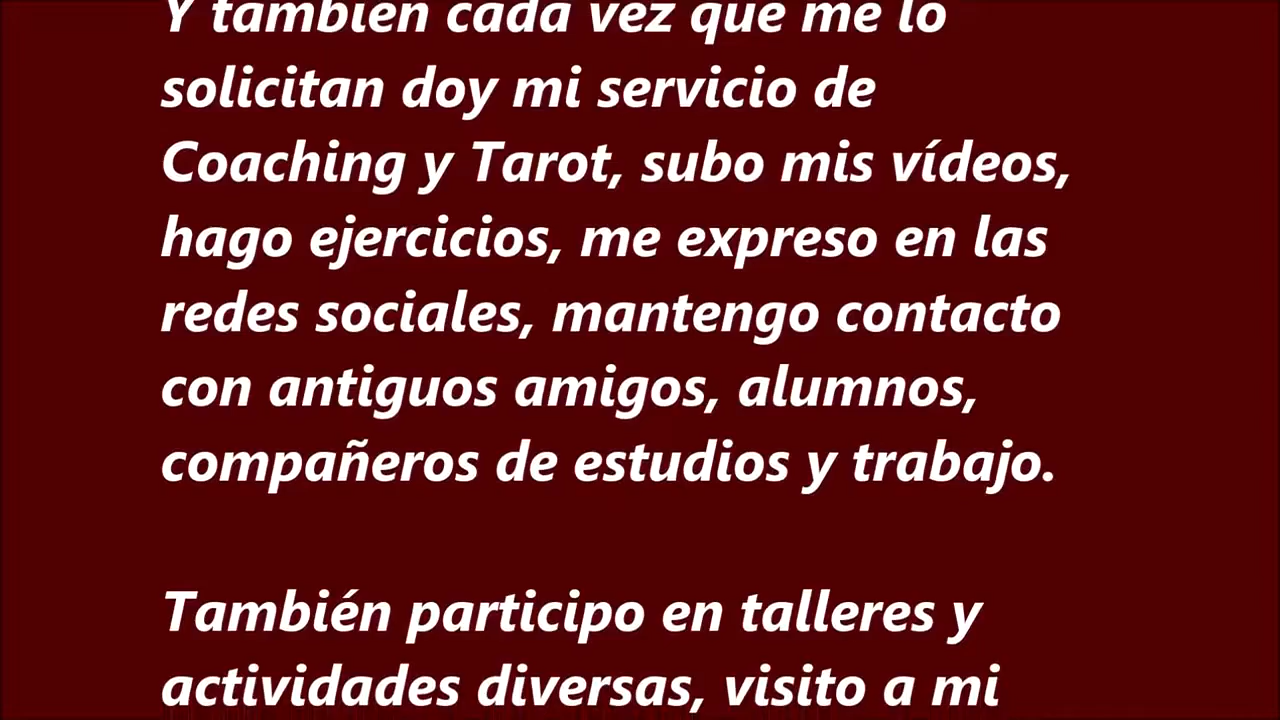 Y también cada vez que me lo
solicitan doy mi servicio de
Coaching y Tarot, subo mis vídeos,
hago ejercicios, me expreso en las
redes sociales, mantengo contacto
con antiguos amigos, alumnos,
compañeros de estudios y trabajo.
También participo en talleres y
actividades diversas, visito a mi